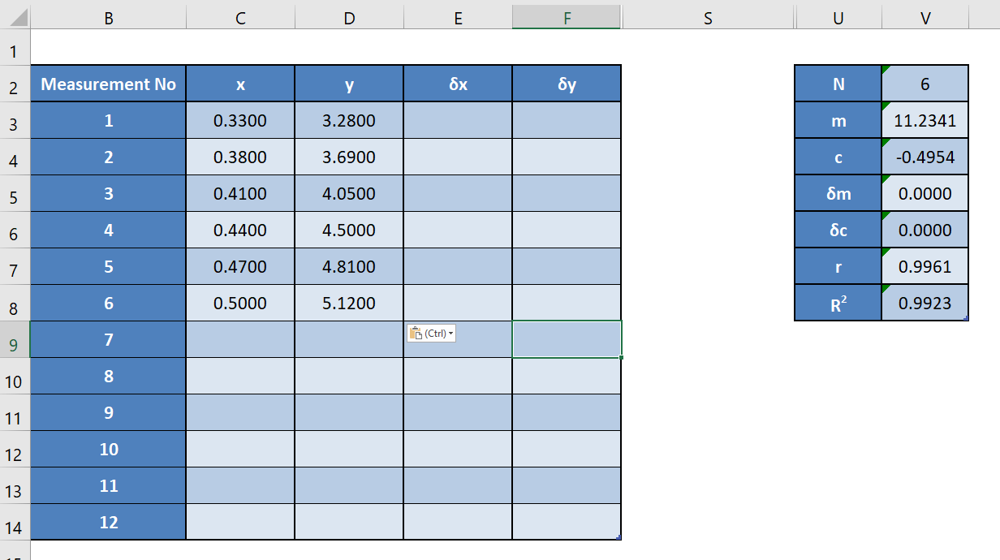 B C D E F S U V
1
2 Measurement No x y δx δy N 6
3 1 0.3300 3.2800 m 11.2341
4 2 0.3800 3.6900 c -0.4954
5 3 0.4100 4.0500 δm 0.0000
6 4 0.4400 4.5000 δc 0.0000
7 5 0.4700 4.8100 r 0.9961
8 6 0.5000 5.1200 R² 0.9923
9 7 (Ctrl)
10 8
11 9
12 10
13 11
14 12
15